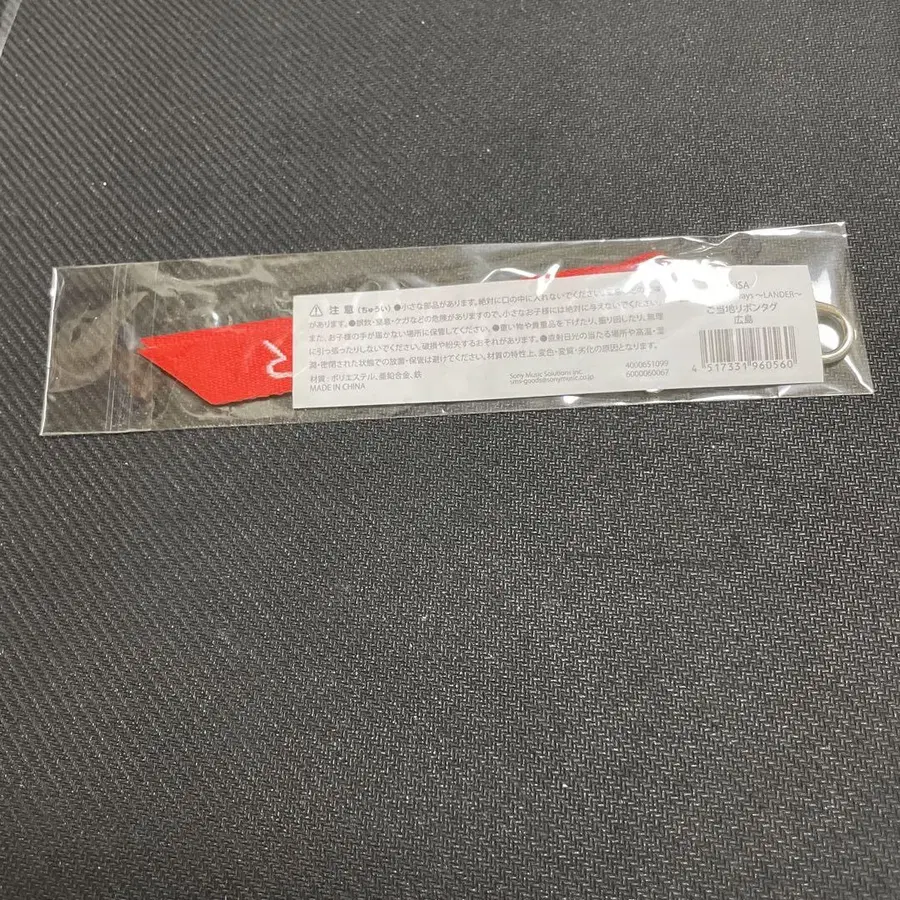 ⚠注意(ちゅうい)●小さな部品があります。絶対に口の中に入れないでください。
があります。●誤飲・窒息・ケガなどの危険がありますので、小さなお子様には絶対に与えないでください。
また、お子様の手が届かない場所に保管してください。●重い物や貴重品を下げたり、振り回したり、無理
に引っ張ったりしないでください。破損や紛失するおそれがあります。●直射日光の当たる場所や高温・湿
・密閉された状態での放置・保管は避けてください。材質の特性上、変色・変質・劣化の原因となります。
材質:ポリエステル、亜鉛合金、鉄
MADE IN CHINA
Sony Music Solutions Inc.
sms-goods@sonymusic.co.jp
4000651099
6000060067
iSA
ays ~LANDER~
ご当地リボンタグ
広島
4 517331 960560